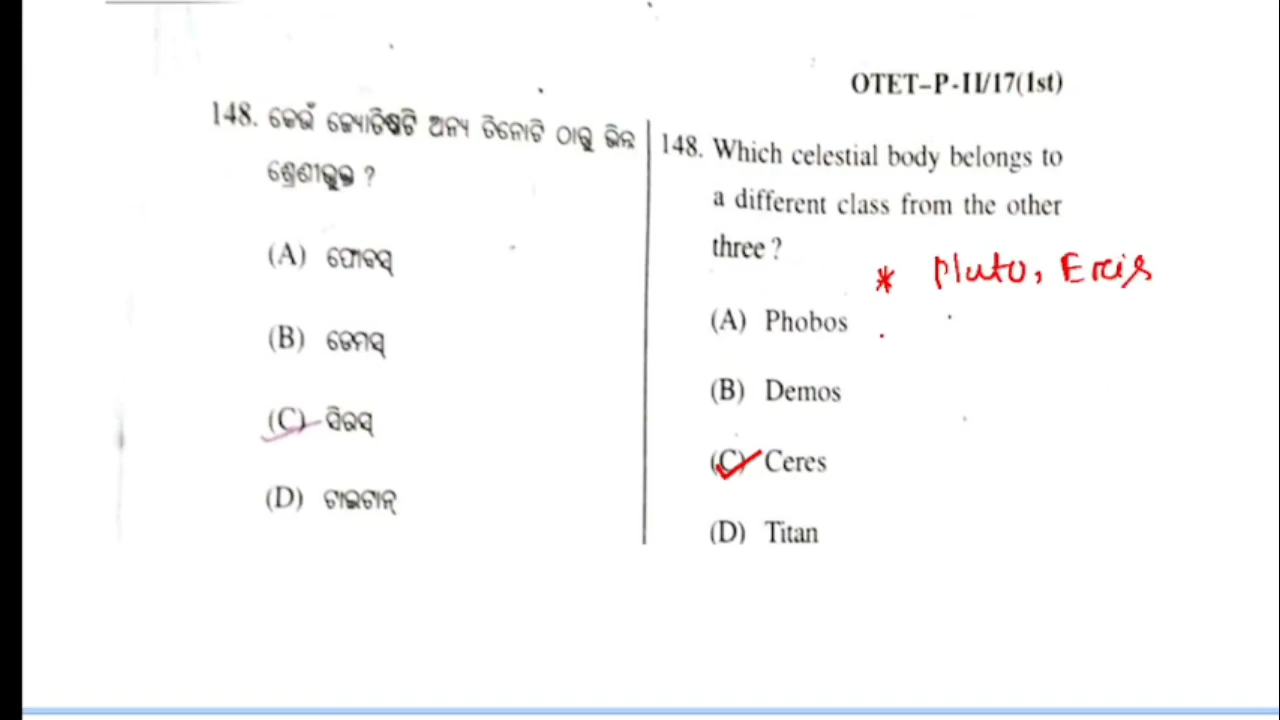 OTET–P-II/17(1st)
148. କେଉଁ ଜ୍ୟୋତିଷ୍କଟି ଅନ୍ୟ ତିନୋଟି ଠାରୁ ଭିନ୍ନ
ଶ୍ରେଣୀଭୁକ୍ତ ?
(A) ଫୋବସ୍
(B) ଡେମସ୍
(C) ସିରସ୍
(D) ଟାଇଟାନ୍
148. Which celestial body belongs to
a different class from the other
three ?
* Pluto, Eris
(A) Phobos
(B) Demos
(C) Ceres
(D) Titan